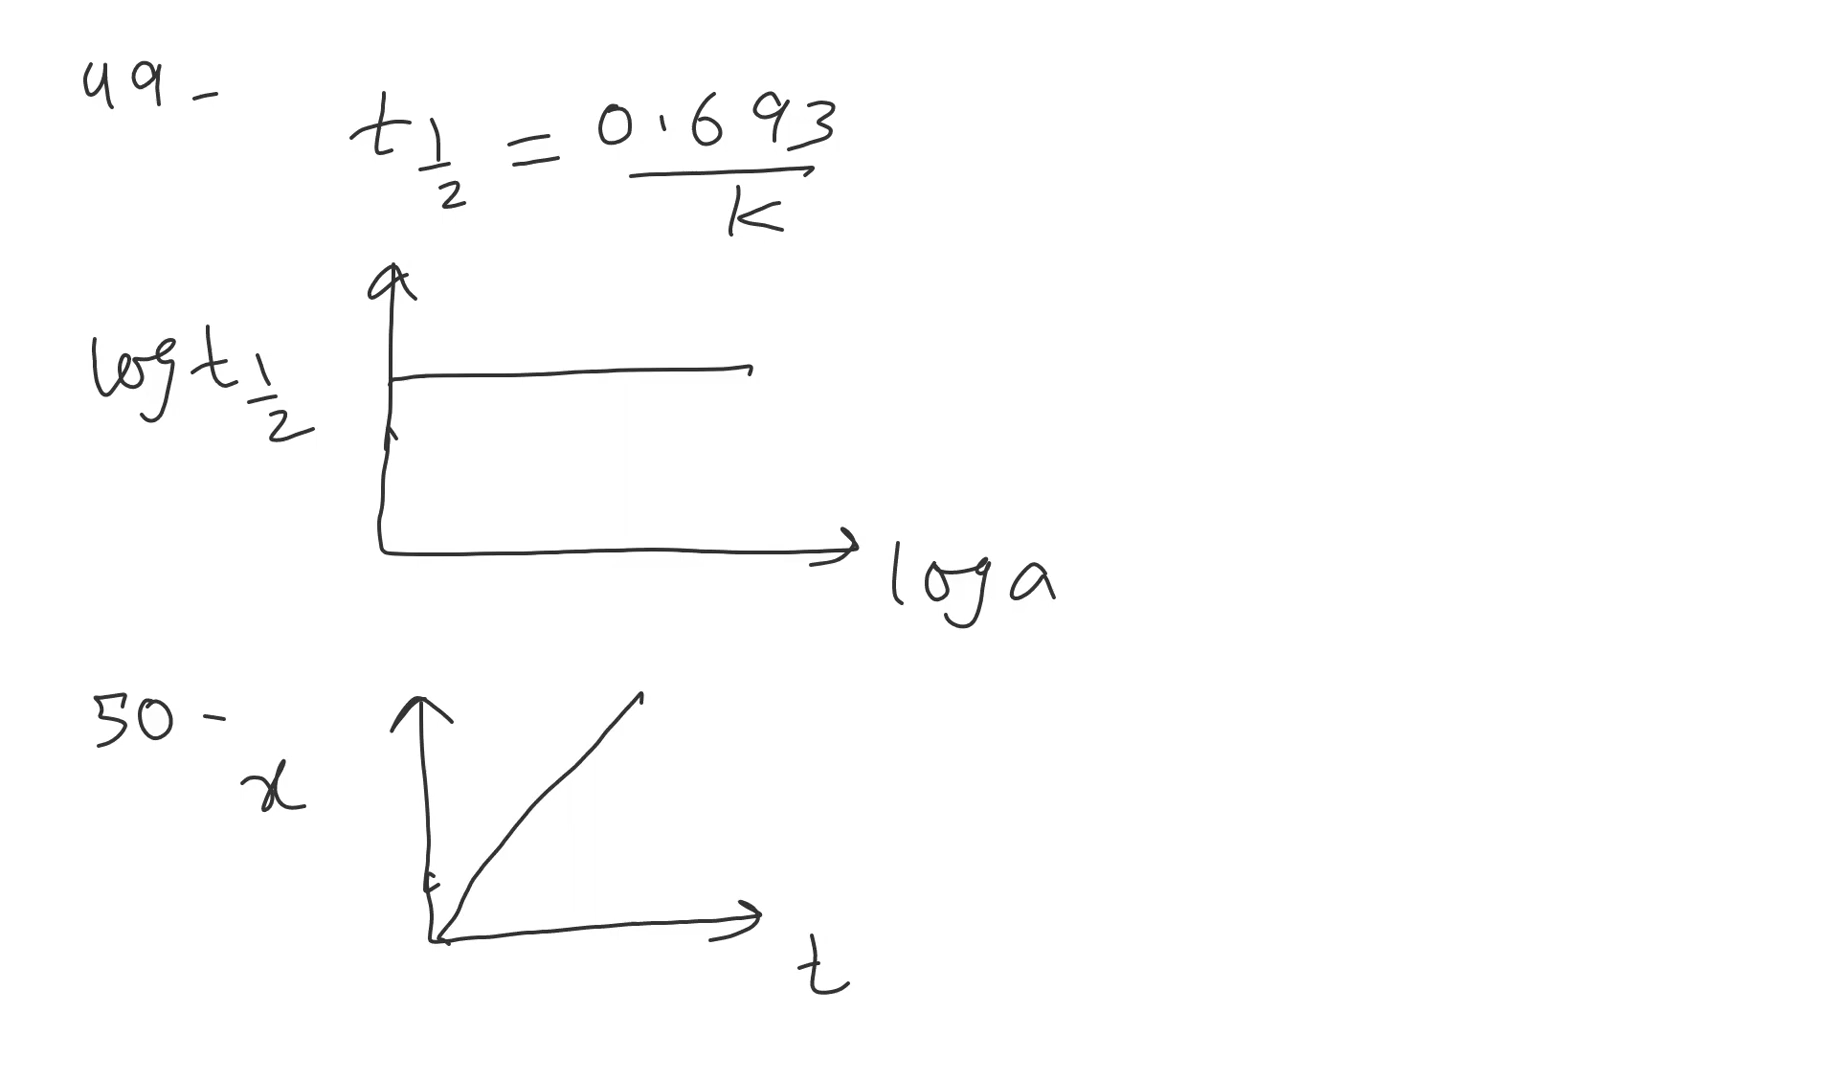 49-
t1/2 = 0.693/K
log t1/2
log a
50-
x
t